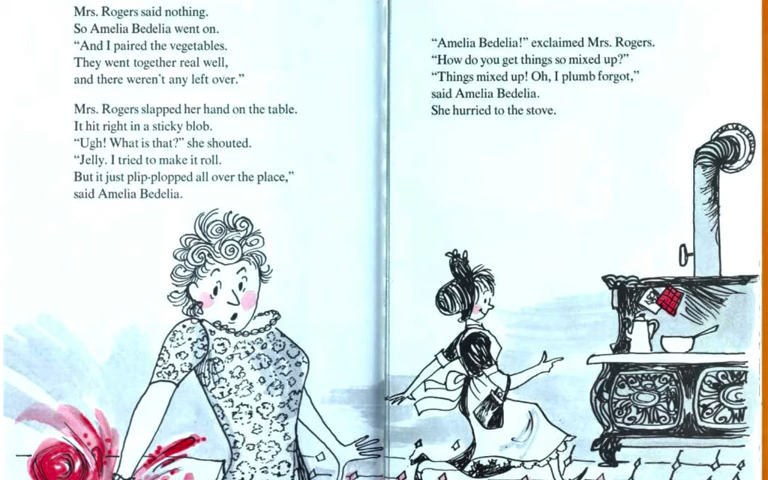 Mrs. Rogers said nothing.
So Amelia Bedelia went on.
“And I paired the vegetables.
They went together real well,
and there weren’t any left over.”
Mrs. Rogers slapped her hand on the table.
It hit right in a sticky blob.
“Ugh! What is that?” she shouted.
“Jelly. I tried to make it roll.
But it just plip-plopped all over the place,”
said Amelia Bedelia.
“Amelia Bedelia!” exclaimed Mrs. Rogers.
“How do you get things so mixed up?”
“Things mixed up! Oh, I plumb forgot,”
said Amelia Bedelia.
She hurried to the stove.